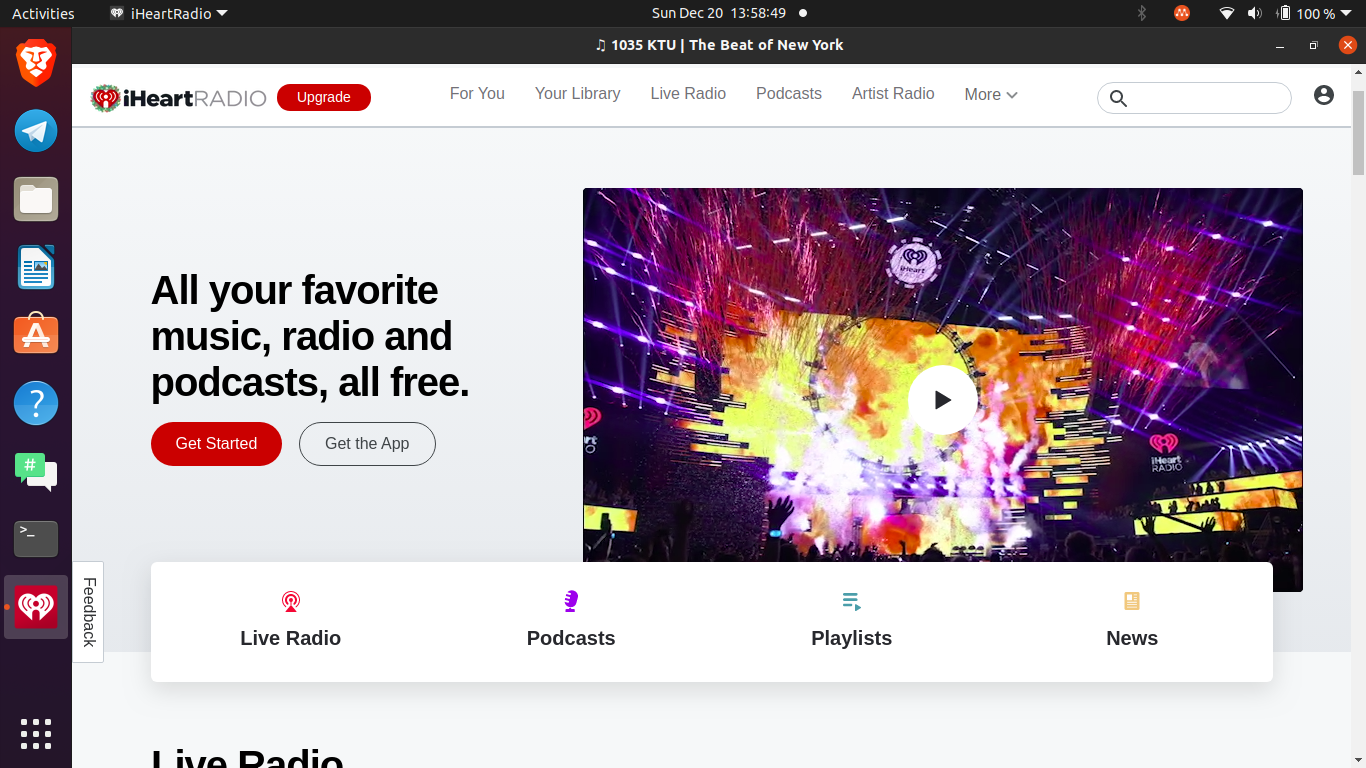 Activities
iHeartRadio
Sun Dec 20 13:58:49
100 %
♫ 1035 KTU | The Beat of New York
iHeartRADIO
Upgrade
For You
Your Library
Live Radio
Podcasts
Artist Radio
More
All your favorite
music, radio and
podcasts, all free.
Get Started
Get the App
iHeart
RADIO
iHeart
RADIO
Feedback
Live Radio
Podcasts
Playlists
News
Live Radio
?
#
>_